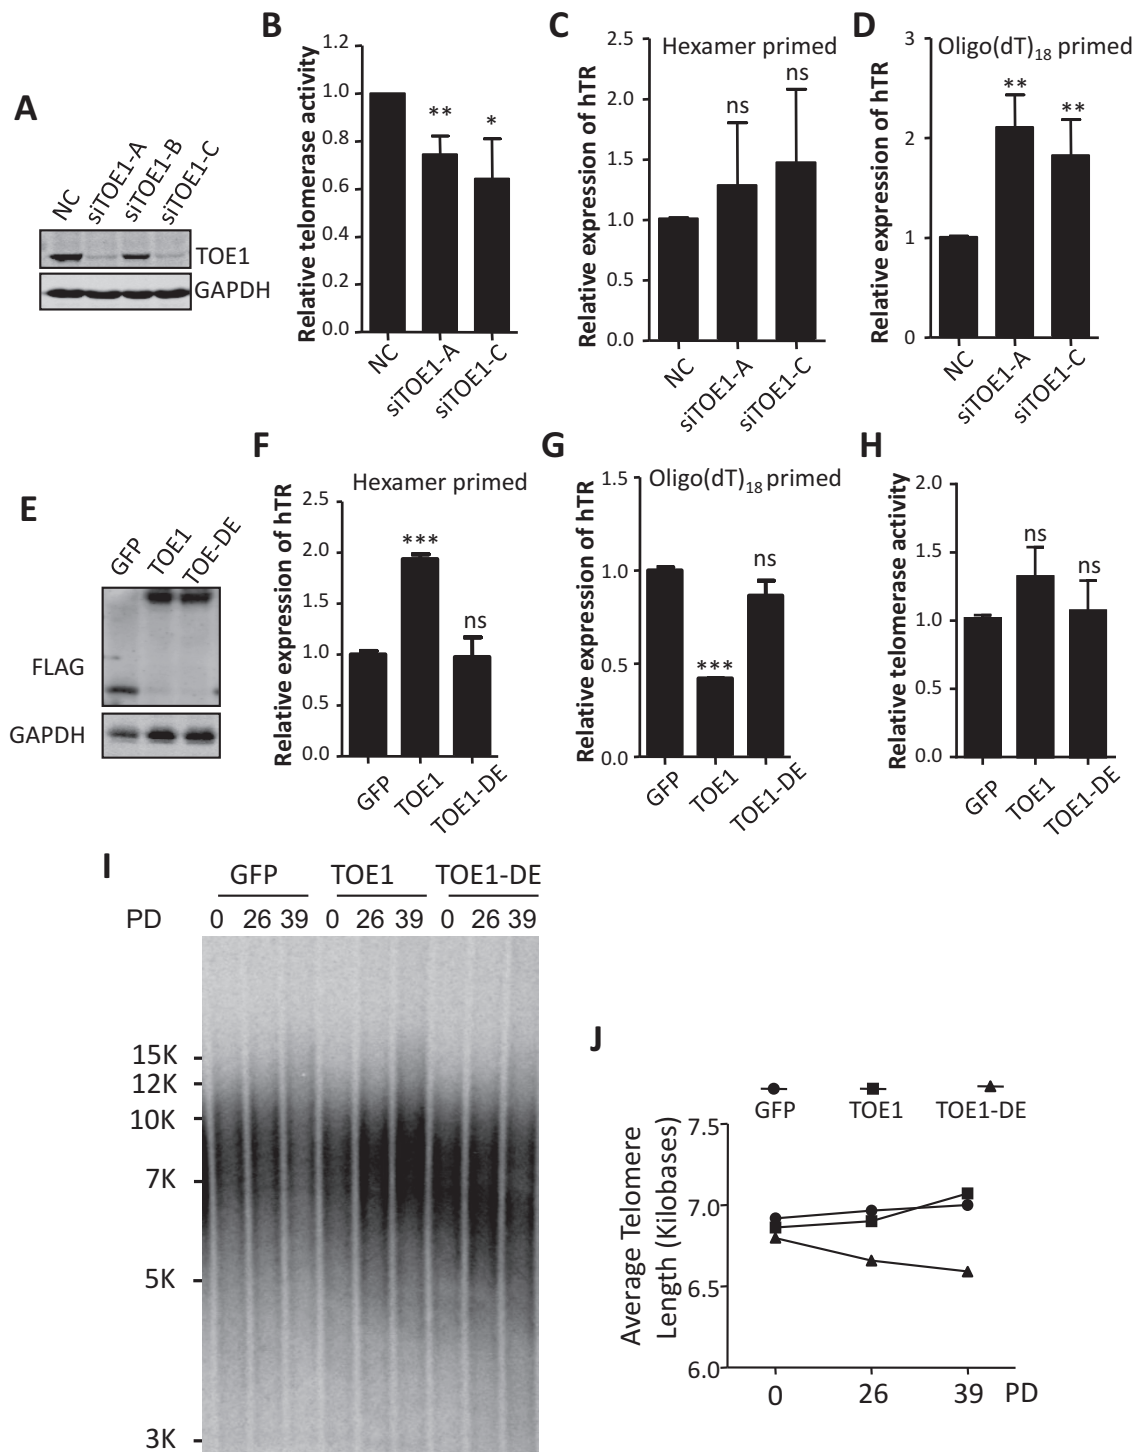 A
NC
siTOE1-A
siTOE1-B
siTOE1-C
TOE1
GAPDH
B
Relative telomerase activity
1.2
1.0
0.8
0.6
0.4
0.2
0.0
**
*
NC
siTOE1-A
siTOE1-C
C
Hexamer primed
Relative expression of hTR
2.5
2.0
1.5
1.0
0.5
0.0
ns
ns
NC
siTOE1-A
siTOE1-C
D
Oligo(dT)18 primed
Relative expression of hTR
3
2
1
0
**
**
NC
siTOE1-A
siTOE1-C
E
GFP
TOE1
TOE-DE
FLAG
GAPDH
F
Hexamer primed
Relative expression of hTR
2.5
2.0
1.5
1.0
0.5
0.0
***
ns
GFP
TOE1
TOE1-DE
G
Oligo(dT)18 primed
Relative expression of hTR
1.5
1.0
0.5
0.0
***
ns
GFP
TOE1
TOE1-DE
H
Relative telomerase activity
2.0
1.5
1.0
0.5
0.0
ns
ns
GFP
TOE1
TOE1-DE
I
GFP TOE1 TOE1-DE
PD 0 26 39 0 26 39 0 26 39
15K
12K
10K
7K
5K
3K
J
GFP TOE1 TOE1-DE
Average Telomere
Length (Kilobases)
7.5
7.0
6.5
6.0
0 26 39 PD